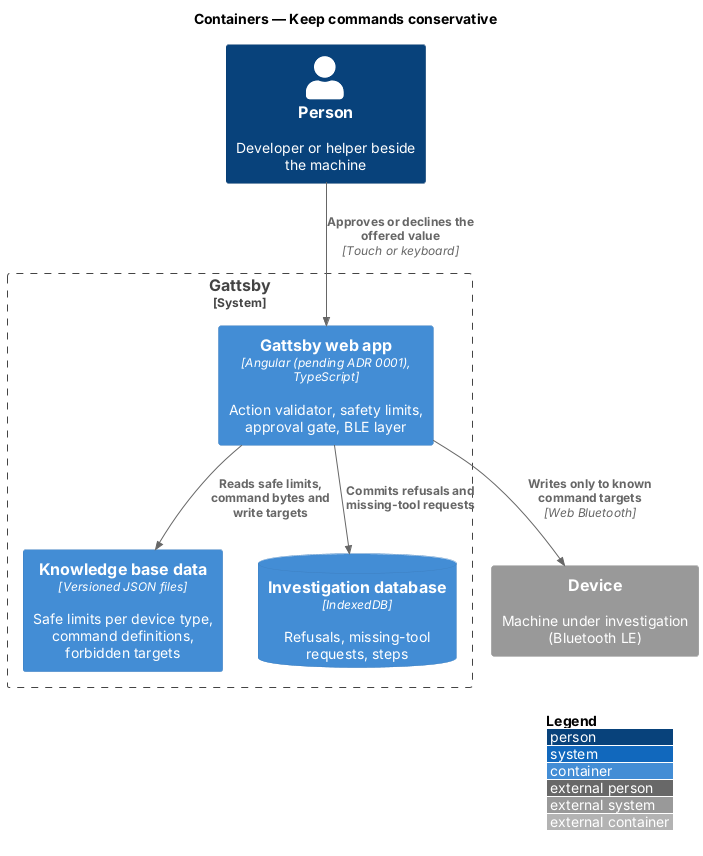 Containers — Keep commands conservative
Person
Developer or helper beside
the machine
Approves or declines the
offered value
[Touch or keyboard]
Gattsby
[System]
Gattsby web app
[Angular (pending ADR 0001),
TypeScript]
Action validator, safety limits,
approval gate, BLE layer
Reads safe limits,
command bytes and
write targets
Commits refusals and
missing-tool requests
Writes only to known
command targets
[Web Bluetooth]
Knowledge base data
[Versioned JSON files]
Safe limits per device type,
command definitions,
forbidden targets
Investigation database
[IndexedDB]
Refusals, missing-tool
requests, steps
Device
Machine under investigation
(Bluetooth LE)
Legend
person
system
container
external person
external system
external container